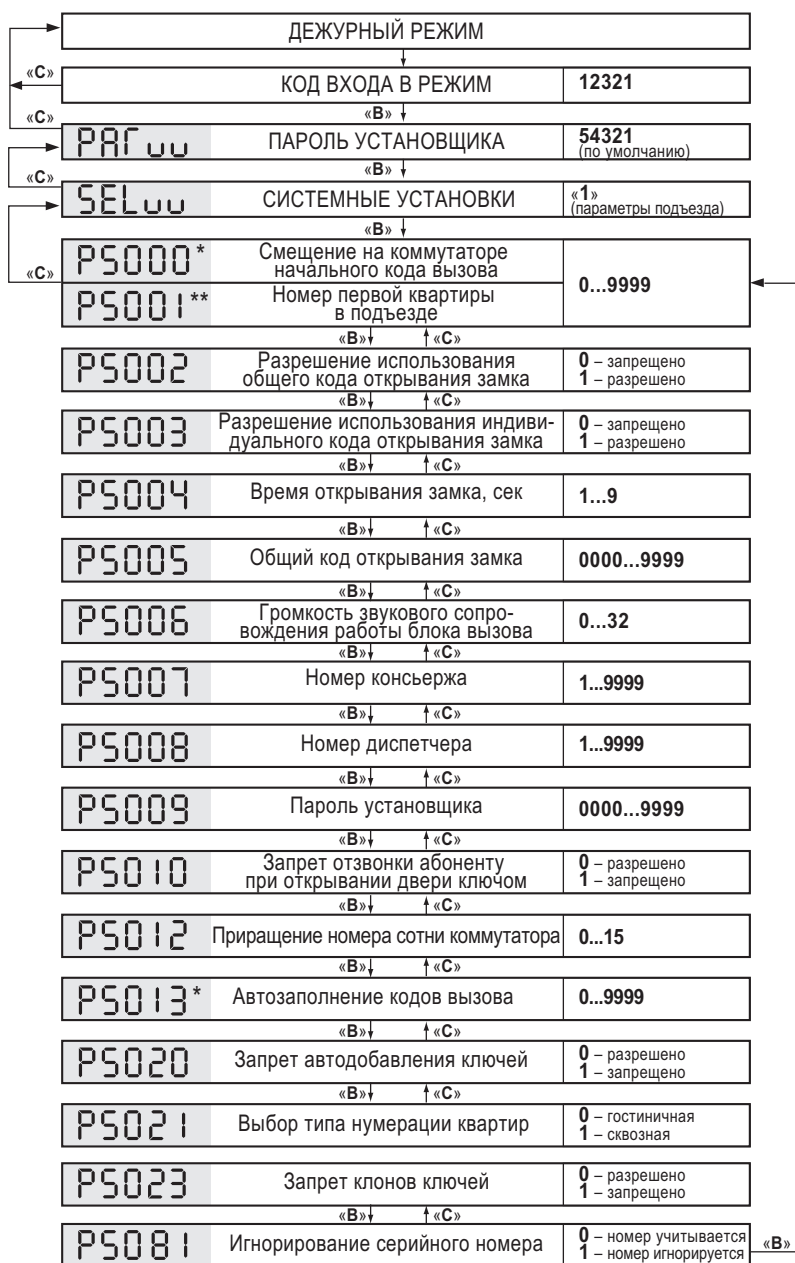 ДЕЖУРНЫЙ РЕЖИМ
«С»
КОД ВХОДА В РЕЖИМ 12321
«С» «В»
PAГυυ ПАРОЛЬ УСТАНОВЩИКА 54321
(по умолчанию)
«С» «В»
SELυυ СИСТЕМНЫЕ УСТАНОВКИ «1»
(параметры подъезда)
«В»
PS000* Смещение на коммутаторе
начального кода вызова
«С» 0...9999
PS001** Номер первой квартиры
в подъезде
«В» «С»
PS002 Разрешение использования
общего кода открывания замка
0 – запрещено
1 – разрешено
«В» «С»
PS003 Разрешение использования индиви-
дуального кода открывания замка
0 – запрещено
1 – разрешено
«В» «С»
PS004 Время открывания замка, сек 1...9
«В» «С»
PS005 Общий код открывания замка 0000...9999
«В» «С»
PS006 Громкость звукового сопро-
вождения работы блока вызова
0...32
«В» «С»
PS007 Номер консьержа 1...9999
«В» «С»
PS008 Номер диспетчера 1...9999
«В» «С»
PS009 Пароль установщика 0000...9999
«В» «С»
PS010 Запрет отзвонки абоненту
при открывании двери ключом
0 – разрешено
1 – запрещено
«В» «С»
PS012 Приращение номера сотни коммутатора 0...15
«В» «С»
PS013* Автозаполнение кодов вызова 0...9999
«В» «С»
PS020 Запрет автодобавления ключей
0 – разрешено
1 – запрещено
«В» «С»
PS021 Выбор типа нумерации квартир
0 – гостиничная
1 – сквозная
PS023 Запрет клонов ключей
0 – разрешено
1 – запрещено
«В» «С»
PS081 Игнорирование серийного номера
0 – номер учитывается
1 – номер игнорируется
«В»